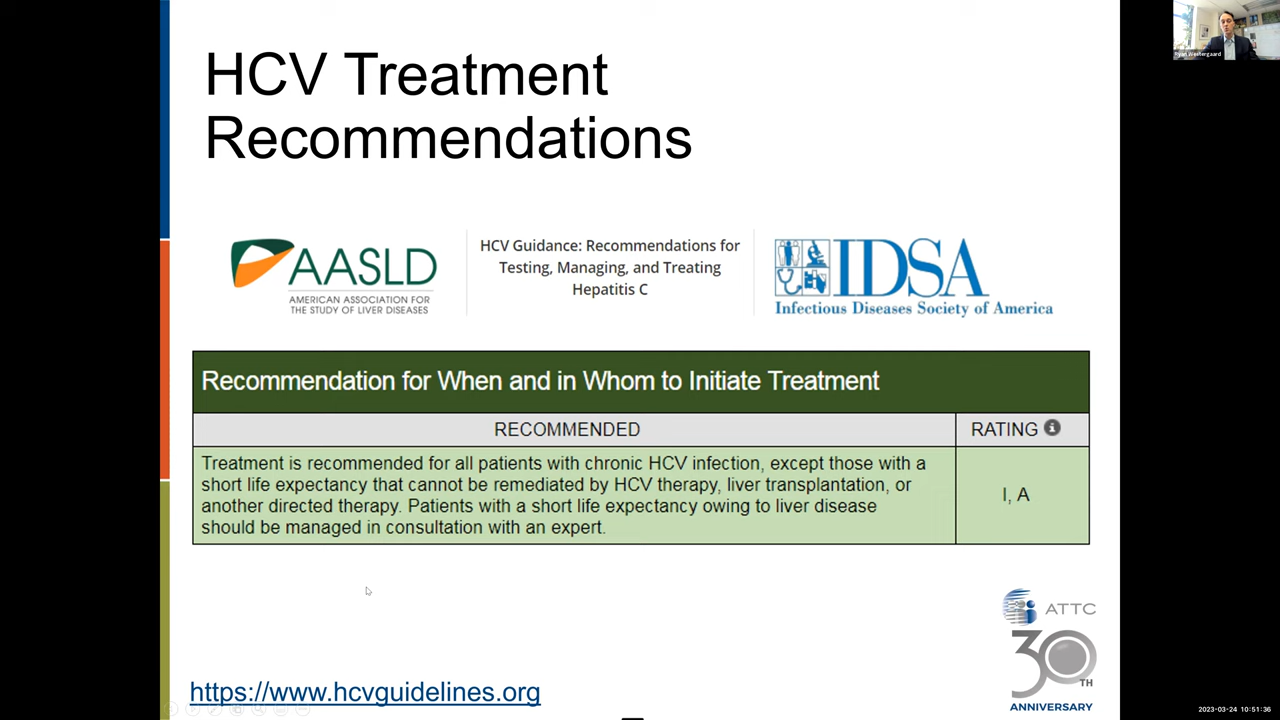 HCV Treatment
Recommendations
Ryan Westergaard
AASLD
AMERICAN ASSOCIATION FOR
THE STUDY OF LIVER DISEASES
HCV Guidance: Recommendations for
Testing, Managing, and Treating
Hepatitis C
IDSA
Infectious Diseases Society of America
Recommendation for When and in Whom to Initiate Treatment
RECOMMENDED
RATING
Treatment is recommended for all patients with chronic HCV infection, except those with a
short life expectancy that cannot be remediated by HCV therapy, liver transplantation, or
another directed therapy. Patients with a short life expectancy owing to liver disease
should be managed in consultation with an expert.
I, A
ATTC
30TH
ANNIVERSARY
https://www.hcvguidelines.org
2023-03-24 10:51:36